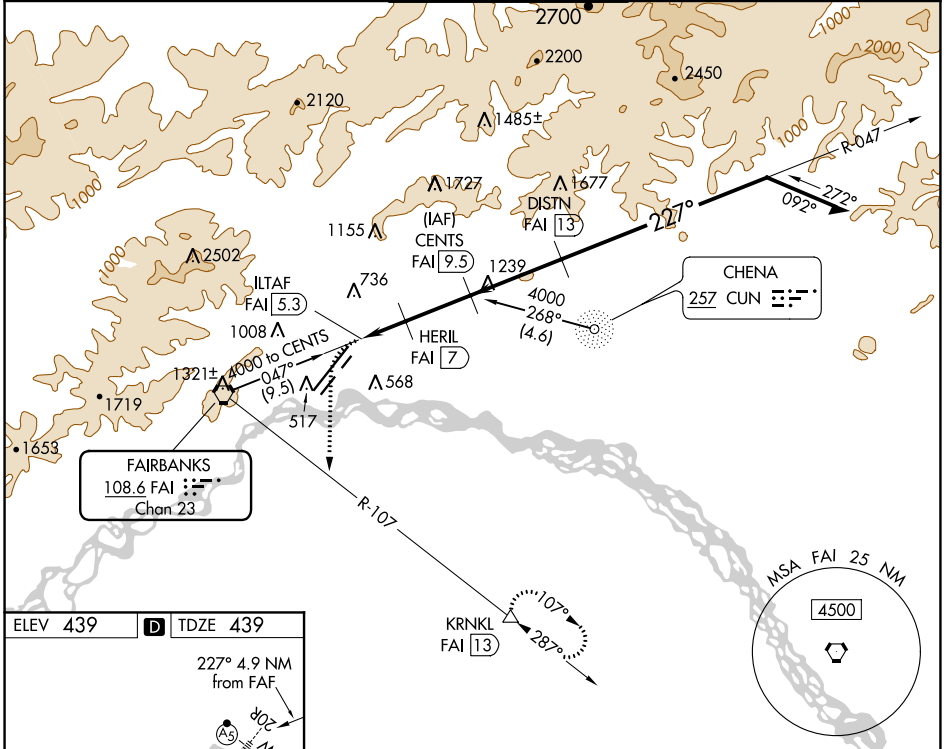 2700
1000
2000
2200
2450
2120
1485±
1000
R-047
1000
1727
1677
272°
092°
(IAF)
CENTS
FAI 9.5
DISTN
FAI 13
227°
1155
2502
1000
1239
CHENA
257 CUN
ILTAF
FAI 5.3
736
4000
268°
(4.6)
1008
HERIL
FAI 7
4000 to CENTS
047°
(9.5)
1321±
568
517
1719
1653
FAIRBANKS
108.6 FAI
Chan 23
R-107
MSA FAI 25 NM
4500
107°
287°
KRNKL
FAI 13
ELEV 439 D TDZE 439
227° 4.9 NM
from FAF
20R
A5